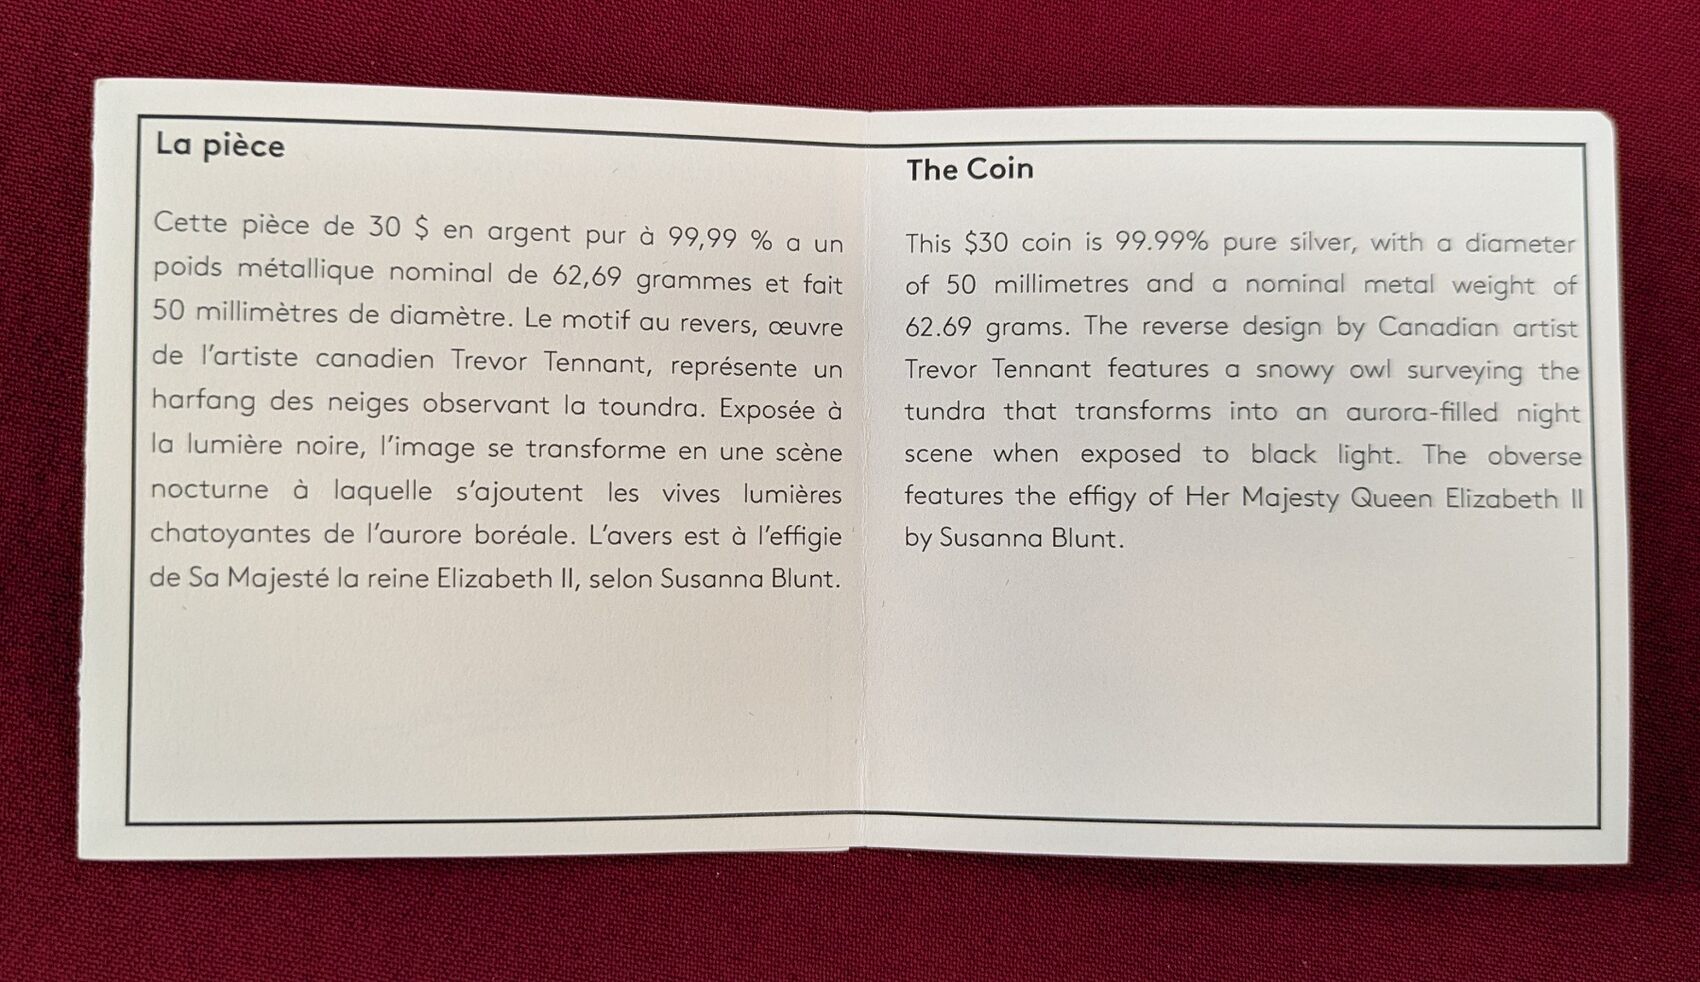 La pièce
Cette pièce de 30 $ en argent pur à 99,99 % a un
poids métallique nominal de 62,69 grammes et fait
50 millimètres de diamètre. Le motif au revers, œuvre
de l’artiste canadien Trevor Tennant, représente un
harfang des neiges observant la toundra. Exposée à
la lumière noire, l’image se transforme en une scène
nocturne à laquelle s’ajoutent les vives lumières
chatoyantes de l’aurore boréale. L’avers est à l’effigie
de Sa Majesté la reine Elizabeth II, selon Susanna Blunt.
The Coin
This $30 coin is 99.99% pure silver, with a diameter
of 50 millimetres and a nominal metal weight of
62.69 grams. The reverse design by Canadian artist
Trevor Tennant features a snowy owl surveying the
tundra that transforms into an aurora-filled night
scene when exposed to black light. The obverse
features the effigy of Her Majesty Queen Elizabeth II
by Susanna Blunt.